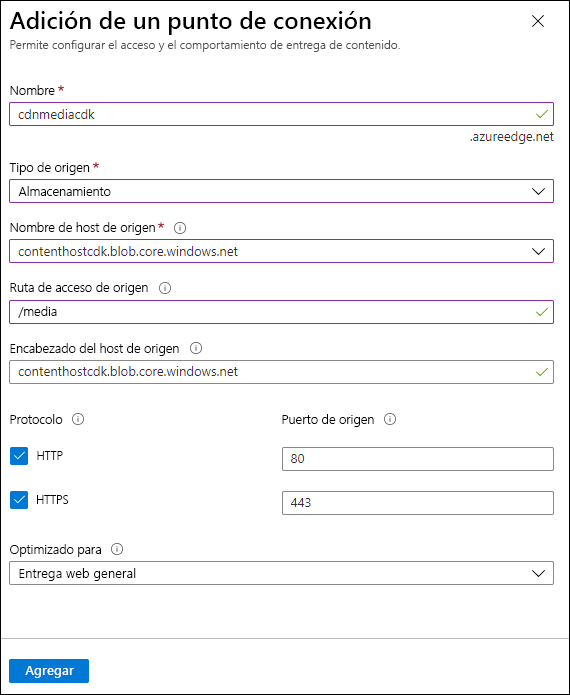 Adición de un punto de conexión
Permite configurar el acceso y el comportamiento de entrega de contenido.
Nombre *
cdnmediacdk
.azureedge.net
Tipo de origen *
Almacenamiento
Nombre de host de origen*
contenthostcdk.blob.core.windows.net
Ruta de acceso de origen
/media
Encabezado del host de origen
contenthostcdk.blob.core.windows.net
Protocolo Puerto de origen
HTTP 80
HTTPS 443
Optimizado para
Entrega web general
Agregar